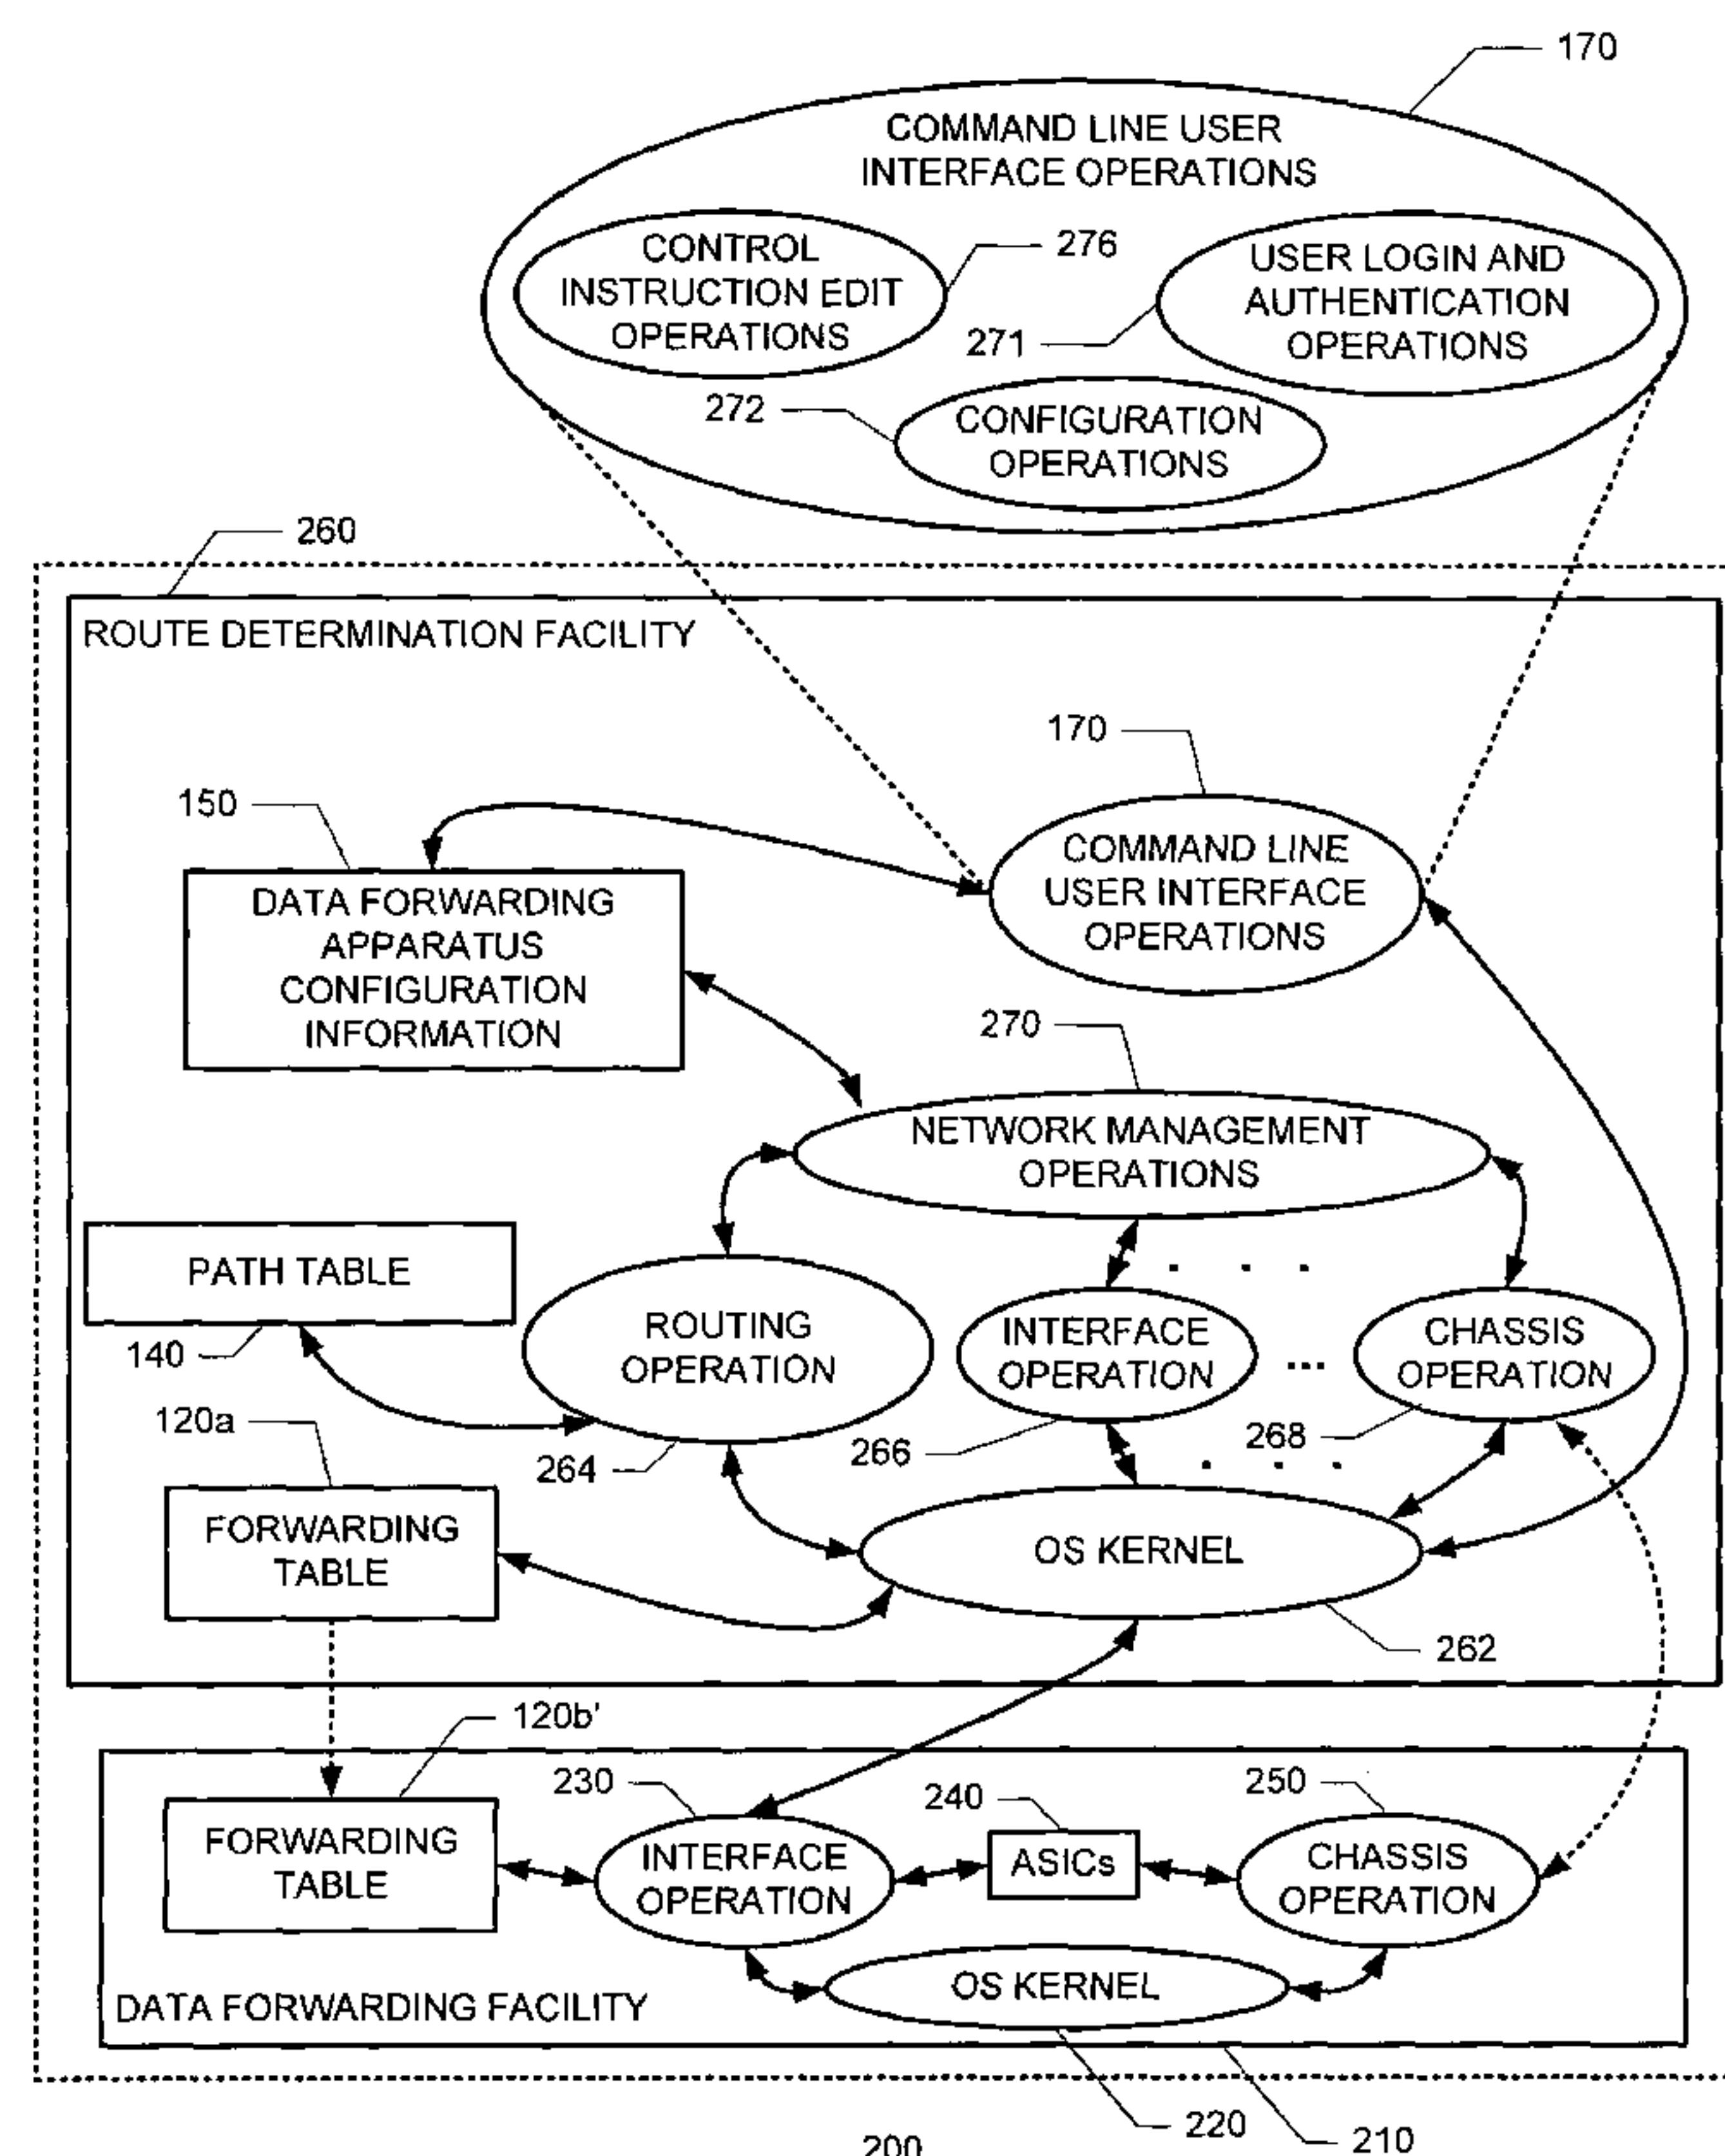 170
COMMAND LINE USER
INTERFACE OPERATIONS
CONTROL
INSTRUCTION EDIT
OPERATIONS
276
USER LOGIN AND
AUTHENTICATION
OPERATIONS
271
272
CONFIGURATION
OPERATIONS
260
ROUTE DETERMINATION FACILITY
170
150
COMMAND LINE
USER INTERFACE
OPERATIONS
DATA FORWARDING
APPARATUS
CONFIGURATION
INFORMATION
270
NETWORK MANAGEMENT
OPERATIONS
PATH TABLE
140
ROUTING
OPERATION
264
INTERFACE
OPERATION
266
...
CHASSIS
OPERATION
268
120a
FORWARDING
TABLE
OS KERNEL
262
120b'
FORWARDING
TABLE
230
INTERFACE
OPERATION
240
ASICs
250
CHASSIS
OPERATION
OS KERNEL
DATA FORWARDING FACILITY
220
210
200